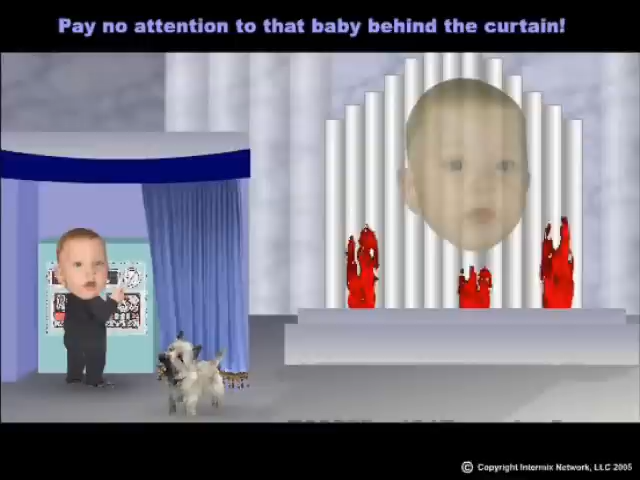 Pay no attention to that baby behind the curtain!
© Copyright Intermix Network, LLC 2005